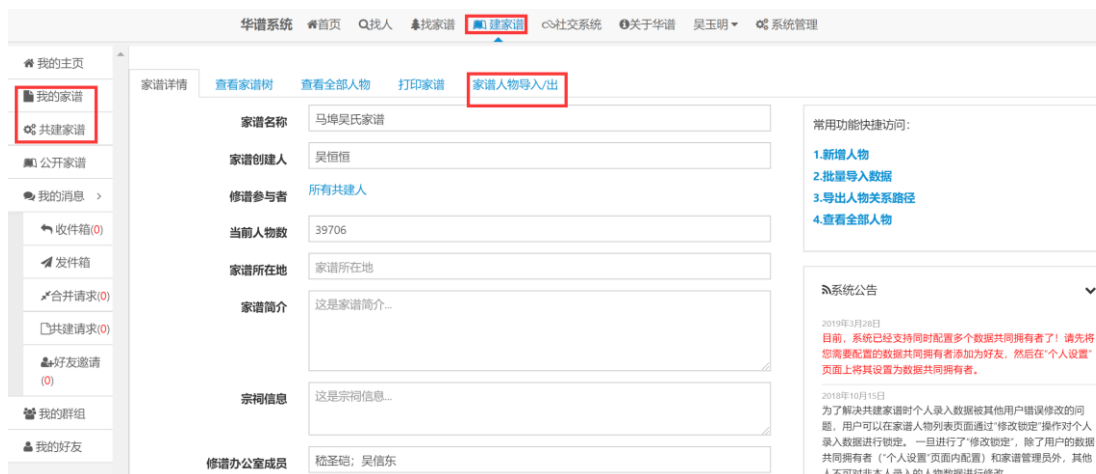 华谱系统 首页 找人 找家谱 建家谱 社交系统 关于华谱 吴玉明 系统管理
我的主页
我的家谱
共建家谱
公开家谱
我的消息
收件箱(0)
发件箱
合并请求(0)
共建请求(0)
好友邀请
(0)
我的群组
我的好友
家谱详情 查看家谱树 查看全部人物 打印家谱 家谱人物导入/出
家谱名称 马埠吴氏家谱
家谱创建人 吴恒恒
修谱参与者 所有共建人
当前人物数 39706
家谱所在地 家谱所在地
家谱简介 这是家谱简介...
宗祠信息 这是宗祠信息...
修谱办公室成员 嵇圣硞; 吴信东
常用功能快捷访问：
1.新增人物
2.批量导入数据
3.导出人物关系路径
4.查看全部人物
系统公告
2019年3月28日
目前，系统已经支持同时配置多个数据共同拥有者了！请先将
您需要配置的数据共同拥有者添加为好友，然后在"个人设置"
页面上将其设置为数据共同拥有者。
2018年10月15日
为了解决共建家谱时个人录入数据被其他用户错误修改的问
题，用户可以在家谱人物列表页面通过"修改锁定"操作对个人
录入数据进行锁定。 一旦进行了"修改锁定"，除了用户的数据
共同拥有者（"个人设置"页面内配置）和家谱管理员外，其他
人不可对非本人录入的人物数据进行修改